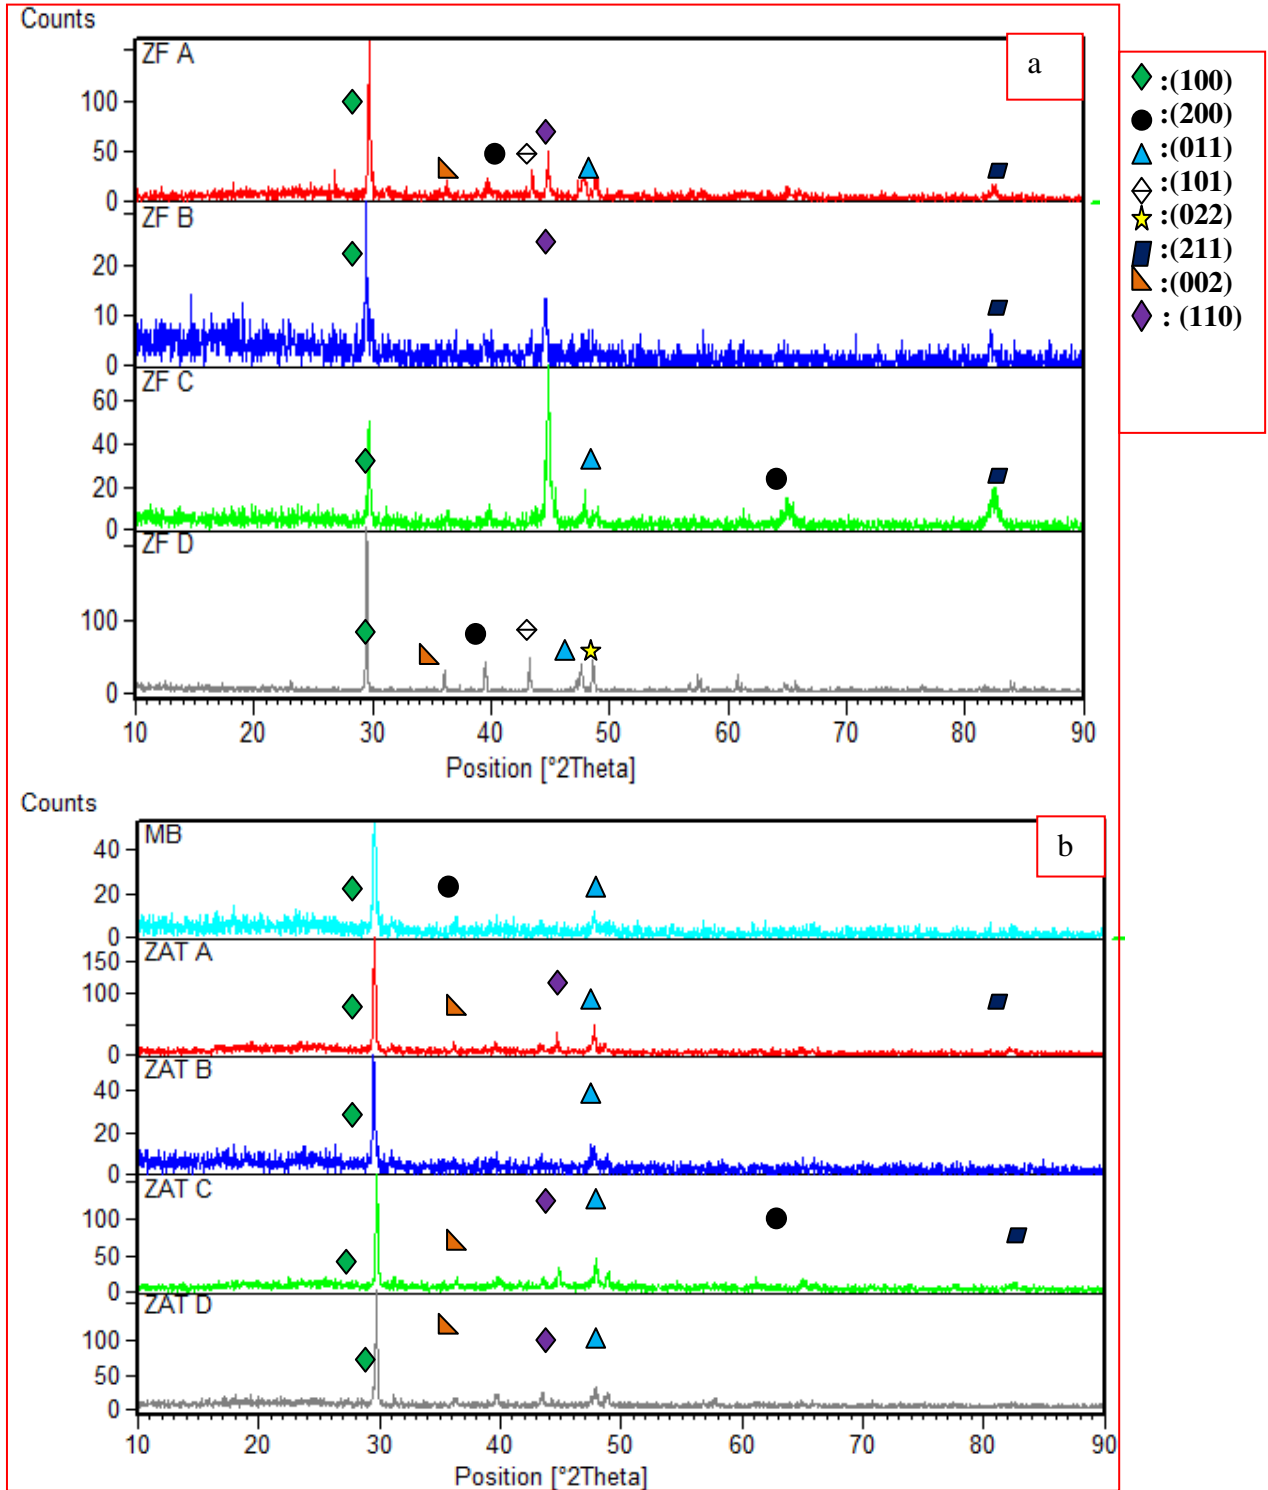 Counts
ZF A
a
100
50
0
ZF B
20
10
0
ZF C
60
40
20
0
ZF D
100
0
10 20 30 40 50 60 70 80 90
Position [°2Theta]
:(100)
:(200)
:(011)
:(101)
:(022)
:(211)
:(002)
: (110)
Counts
MB
b
40
20
0
ZAT A
150
100
0
ZAT B
40
20
0
ZAT C
100
50
0
ZAT D
100
50
0
10 20 30 40 50 60 70 80 90
Position [°2Theta]